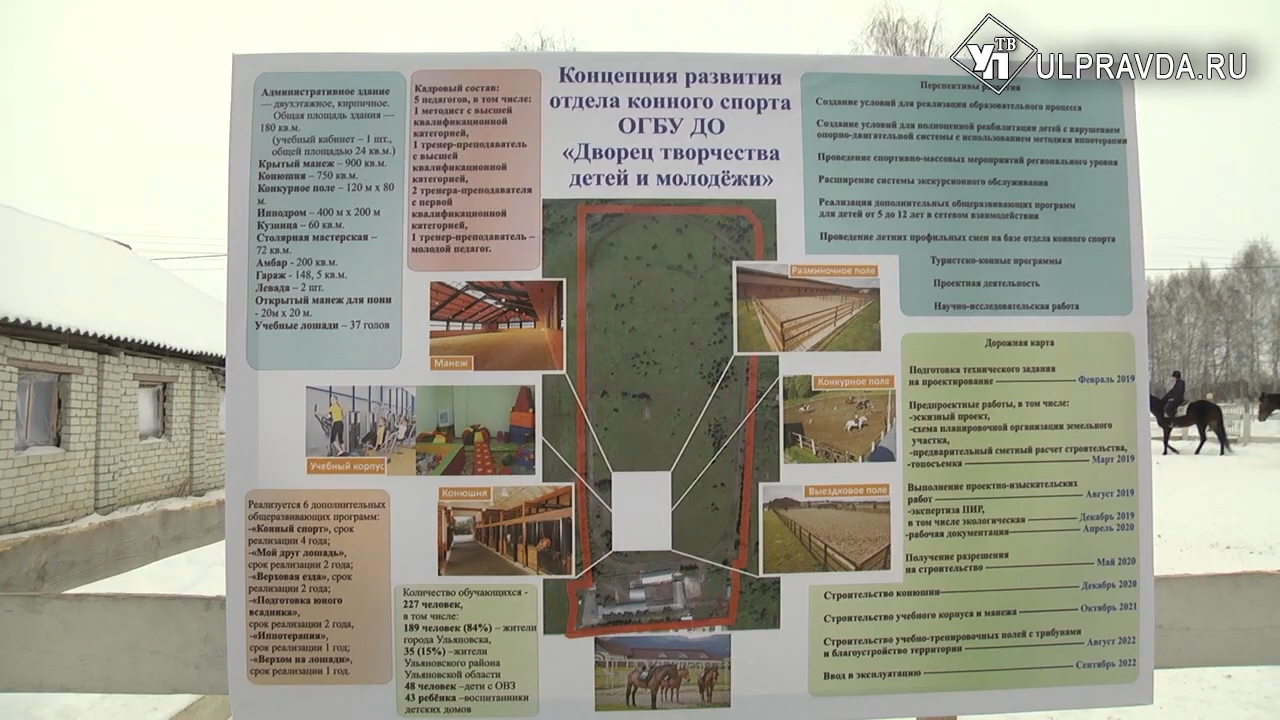 УП ТВ
ULPRAVDA.RU
Концепция развития
отдела конного спорта
ОГБУ ДО
«Дворец творчества
детей и молодёжи»
Административное здание
— двухэтажное, кирпичное.
Общая площадь здания —
180 кв.м.
(учебный кабинет – 1 шт.,
общей площадью 24 кв.м.)
Крытый манеж – 900 кв.м.
Конюшня – 750 кв.м.
Конкурное поле – 120 м х 80
м.
Ипподром – 400 м х 200 м
Кузница – 60 кв.м.
Столярная мастерская –
72 кв.м.
Амбар - 200 кв.м.
Гараж - 148, 5 кв.м.
Левада – 2 шт.
Открытый манеж для пони
- 20м х 20 м.
Учебные лошади – 37 голов
Кадровый состав:
5 педагогов, в том числе:
1 методист с высшей
квалификационной
категорией,
1 тренер-преподаватель
с высшей
квалификационной
категорией,
2 тренера-преподавателя
с первой
квалификационной
категорией,
1 тренер-преподаватель –
молодой педагог.
Перспективы развития
Создание условий для реализации образовательного процесса
Создание условий для полноценной реабилитации детей с нарушением
опорно-двигательной системы с использованием методики иппотерапии
Проведение спортивно-массовых мероприятий регионального уровня
Расширение системы экскурсионного обслуживания
Реализация дополнительных общеразвивающих программ
для детей от 5 до 12 лет в сетевом взаимодействии
Проведение летних профильных смен на базе отдела конного спорта
Туристско-конные программы
Проектная деятельность
Научно-исследовательская работа
Манеж
Разминочное поле
Учебный корпус
Конкурное поле
Конюшня
Выездковое поле
Реализуется 6 дополнительных
общеразвивающих программ:
-«Конный спорт», срок
реализации 4 года;
-«Мой друг лошадь»,
срок реализации 2 года;
-«Верховая езда», срок
реализации 2 года;
-«Подготовка юного
всадника»,
срок реализации 2 года,
-«Иппотерапия»,
срок реализации 1 год;
-«Верхом на лошади»,
срок реализации 1 год.
Количество обучающихся -
227 человек,
в том числе:
189 человек (84%) – жители
города Ульяновска,
35 (15%) –жители
Ульяновского района
Ульяновской области
48 человек –дети с ОВЗ
43 ребёнка –воспитанники
детских домов
Дорожная карта
Подготовка технического задания
на проектирование — Февраль 2019
Предпроектные работы, в том числе:
-эскизный проект,
-схема планировочной организации земельного
участка,
-предварительный сметный расчет строительства,
-топосъемка — Март 2019
Выполнение проектно-изыскательских
работ — Август 2019
-экспертиза ПИР,
в том числе экологическая — Декабрь 2019
-рабочая документация — Апрель 2020
Получение разрешения
на строительство — Май 2020
Строительство конюшни — Декабрь 2020
Строительство учебного корпуса и манежа — Октябрь 2021
Строительство учебно-тренировочных полей с трибунами
и благоустройство территории — Август 2022
Ввод в эксплуатацию — Сентябрь 2022